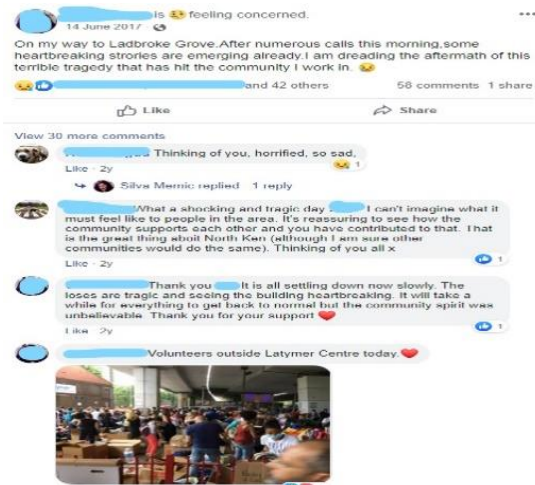 is feeling concerned.
14 June 2017
On my way to Ladbroke Grove.After numerous calls this morning,some
heartbreaking strories are emerging already.I am dreading the aftermath of this
terrible tragedy that has hit the community I work in.
and 42 others 58 comments 1 share
Like Share
View 30 more comments
Thinking of you, horrified, so sad,
Like · 2y 1
Silva Memic replied · 1 reply
What a shocking and tragic day I can't imagine what it
must feel like to people in the area. It's reassuring to see how the
community supports each other and you have contributed to that. That
is the great thing aboit North Ken (although I am sure other
communities would do the same). Thinking of you all x
Like · 2y 1
Thank you It is all settling down now slowly. The
loses are tragic and seeing the building heartbreaking. It will take a
while for everything to get back to normal but the community spirit was
unbelievable. Thank you for your support
Like · 2y 1
Volunteers outside Latymer Centre today.